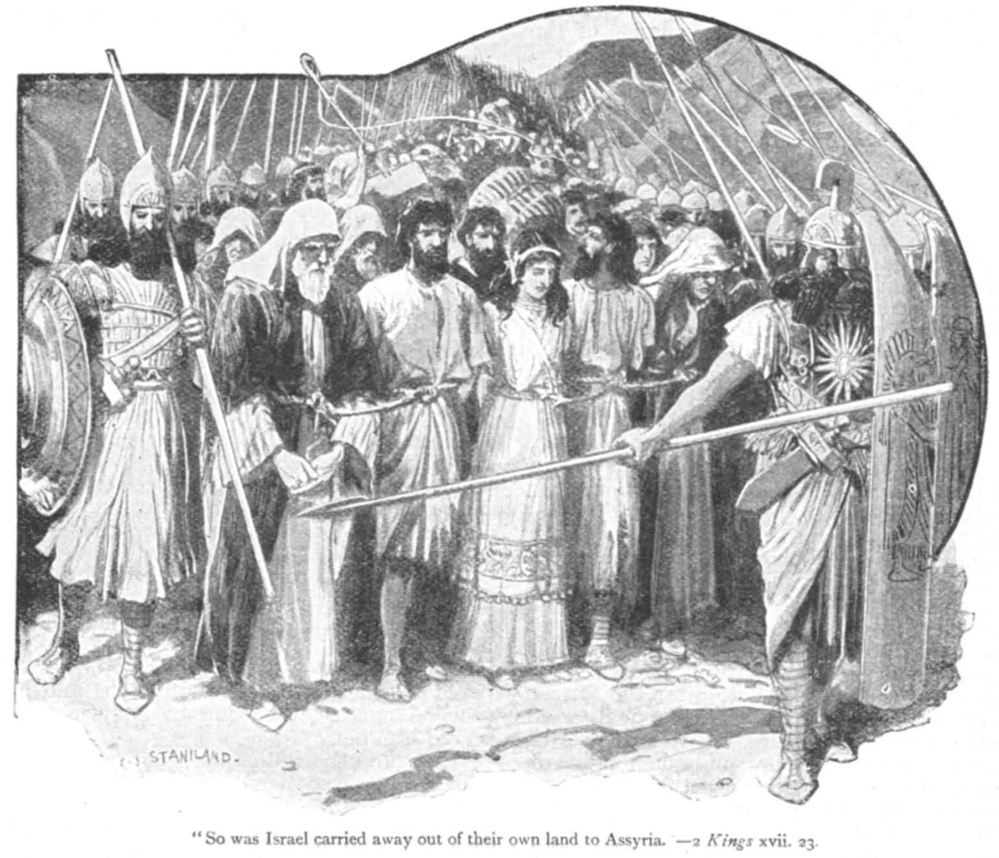 STANILAND.
"So was Israel carried away out of their own land to Assyria. —2 Kings xvii. 23.